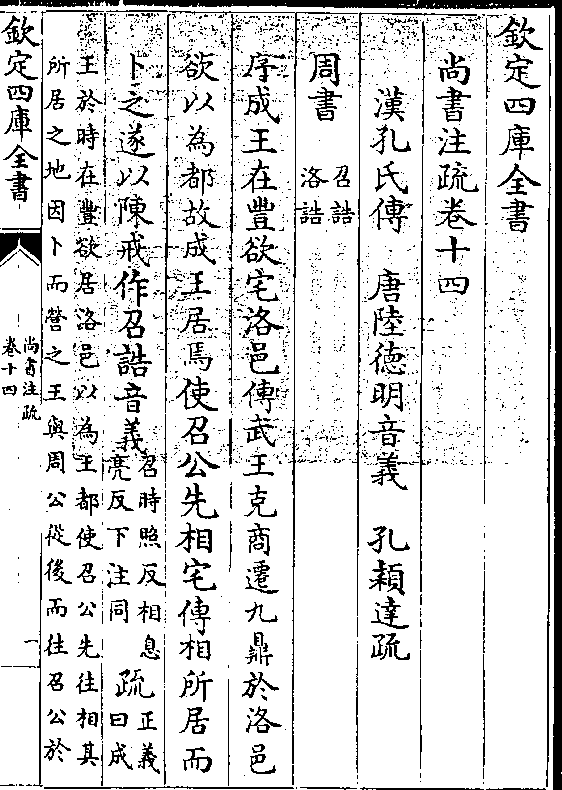 欽定四庫全書
尚書注疏卷十四
漢孔氏傳　唐陸德明音義　孔穎達疏
周書
召誥
洛誥
序成王在豐欲宅洛邑傳武王克商遷九鼎於洛邑
欲以為都故成王居焉使召公先相宅傳相所居而
卜之遂以陳戒作召誥音義
召時照反相息
亮反下注同
疏
正義
曰成
王於時在豐欲居洛邑以為王都使召公先往相其
所居之地因卜而營之王與周公從後而往召公於
欽定四庫全書
尚書注疏
卷十四
一